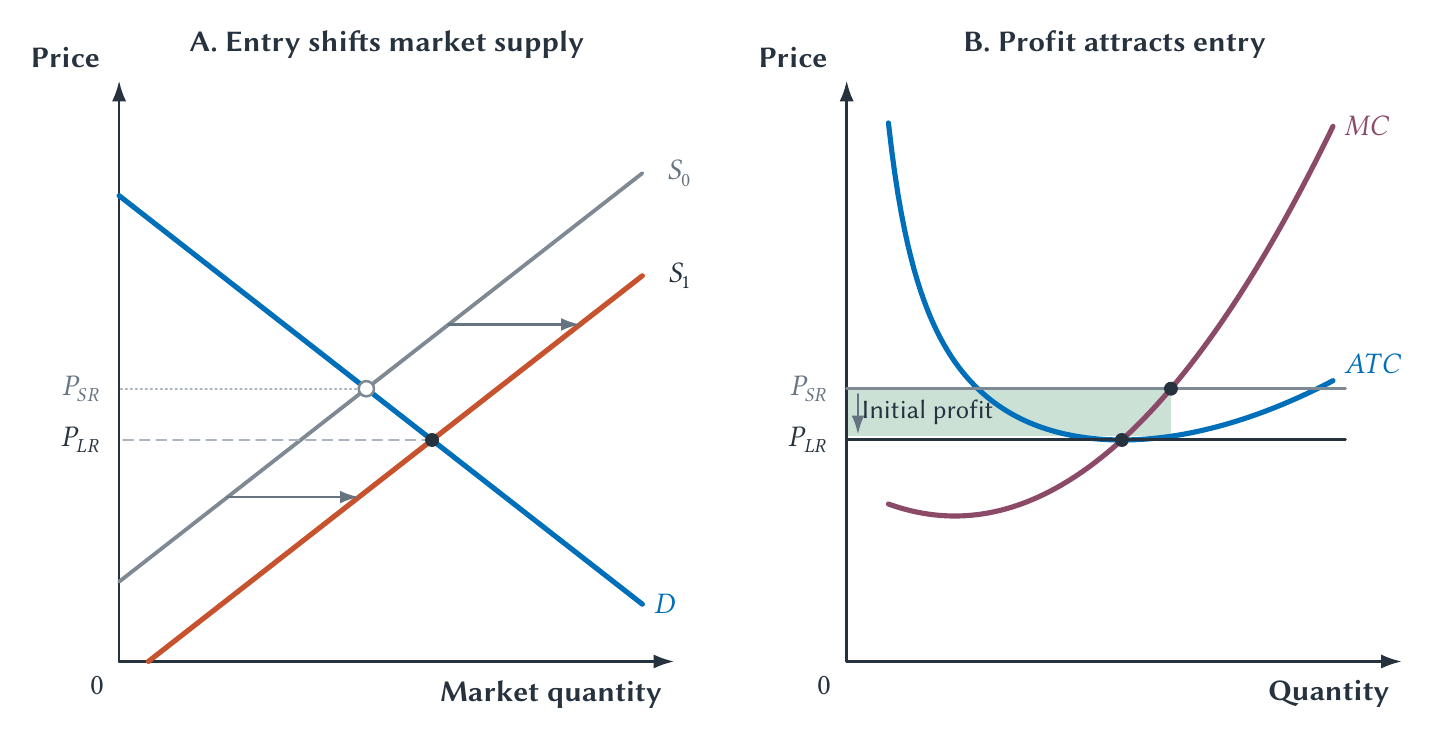 A. Entry shifts market supply
Price
S0
S1
PSR
PLR
D
0
Market quantity
B. Profit attracts entry
Price
MC
ATC
PSR
Initial profit
PLR
0
Quantity